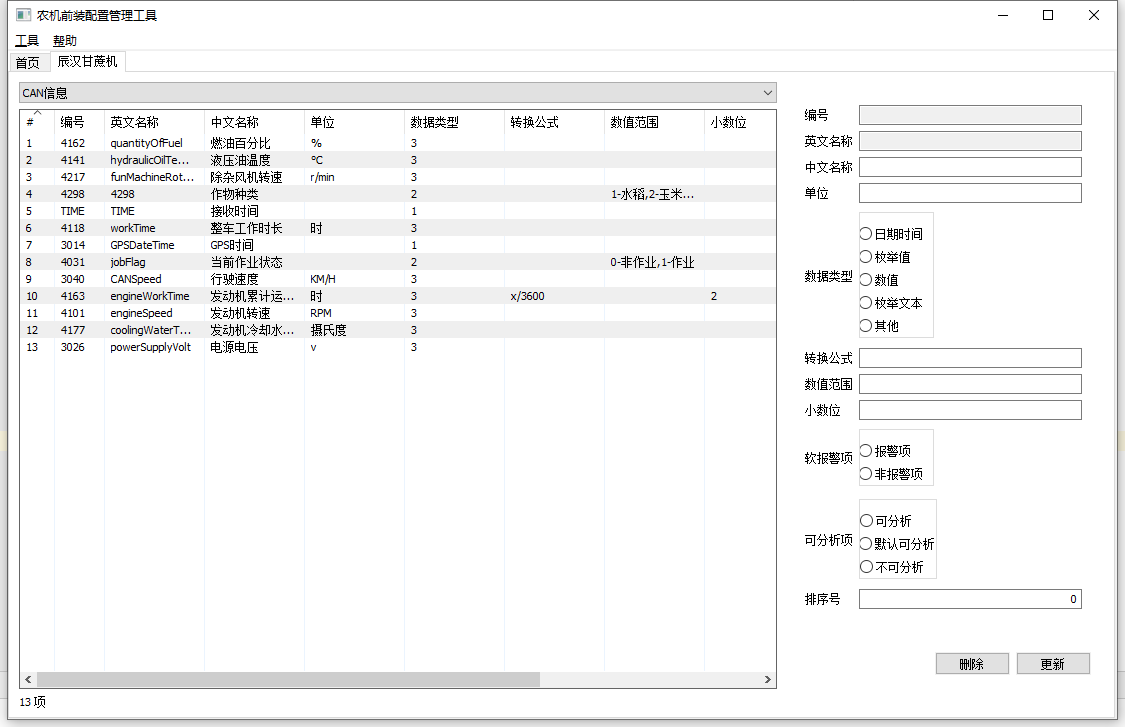 农机前装配置管理工具
工具 帮助
首页 辰汉甘蔗机
CAN信息
# 编号 英文名称 中文名称 单位 数据类型 转换公式 数值范围 小数位
1 4162 quantityOfFuel 燃油百分比 % 3
2 4141 hydraulicOilTe... 液压油温度 ℃ 3
3 4217 funMachineRot... 除杂风机转速 r/min 3
4 4298 4298 作物种类 2 1-水稻,2-玉米...
5 TIME TIME 接收时间 1
6 4118 workTime 整车工作时长 时 3
7 3014 GPSDateTime GPS时间 1
8 4031 jobFlag 当前作业状态 2 0-非作业,1-作业
9 3040 CANSpeed 行驶速度 KM/H 3
10 4163 engineWorkTime 发动机累计运... 时 3 x/3600 2
11 4101 engineSpeed 发动机转速 RPM 3
12 4177 coolingWaterT... 发动机冷却水... 摄氏度 3
13 3026 powerSupplyVolt 电源电压 v 3
13 项
编号
英文名称
中文名称
单位
数据类型
日期时间
枚举值
数值
枚举文本
其他
转换公式
数值范围
小数位
软报警项
报警项
非报警项
可分析项
可分析
默认可分析
不可分析
排序号 0
删除 更新